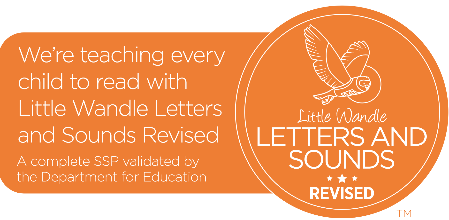 We're teaching every
child to read with
Little Wandle Letters
and Sounds Revised
A complete SSP validated by
the Department for Education
Little Wandle
LETTERS AND
SOUNDS
REVISED
TM